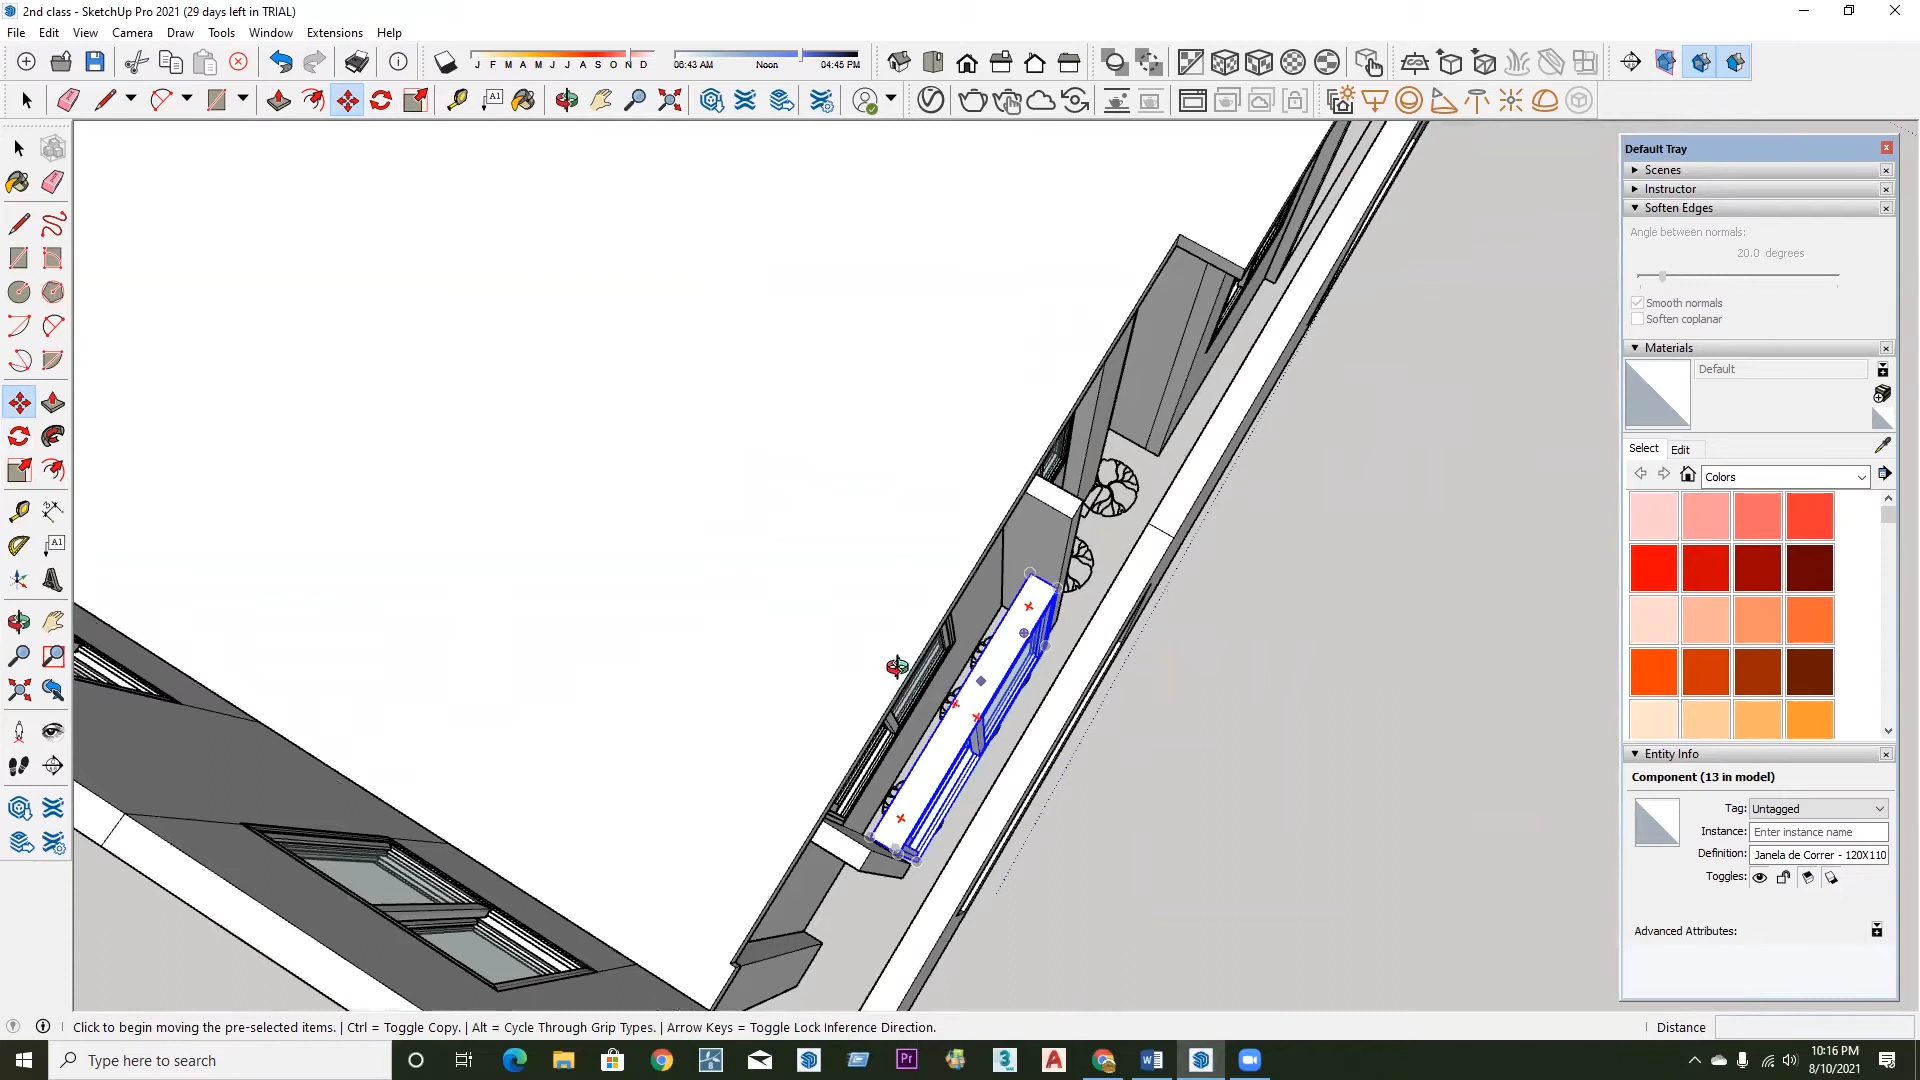 2nd class - SketchUp Pro 2021 (29 days left in TRIAL)
File Edit View Camera Draw Tools Window Extensions Help
J F M A M J J A S O N D 06:43 AM Noon 04:45 PM
A1
Default Tray
Scenes
Instructor
Soften Edges
Angle between normals:
20.0 degrees
Smooth normals
Soften coplanar
Materials
Default
Select Edit
Colors
A1
Entity Info
Component (13 in model)
Tag: Untagged
Instance: Enter instance name
Definition: Janela de Correr - 120X110
Toggles:
Advanced Attributes:
Click to begin moving the pre-selected items. | Ctrl = Toggle Copy. | Alt = Cycle Through Grip Types. | Arrow Keys = Toggle Lock Inference Direction.
Distance
Type here to search
Pr
3
A
10:16 PM
8/10/2021